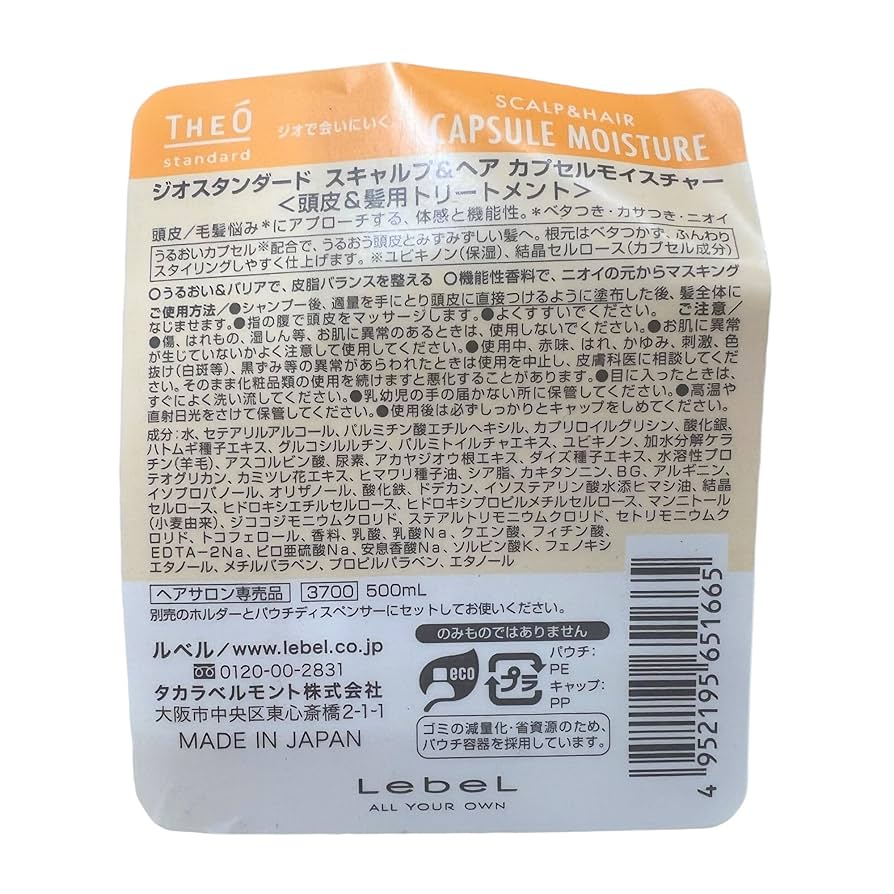 THEÓ
standard
ジオで会いにいく
SCALP&HAIR
CAPSULE MOISTURE
ジオスタンダード スキャルプ&ヘア カプセルモイスチャー
<頭皮&髪用トリートメント>
頭皮/毛髪悩み*にアプローチする、体感と機能性。*ベタつき・カサつき・ニオイ
うるおいカプセル※配合で、うるおう頭皮とみずみずしい髪へ。根元はベタつかず、ふんわり
スタイリングしやすく仕上げます。※ユビキノン(保湿)、結晶セルロース(カプセル成分)
○うるおい&バリアで、皮脂バランスを整える ○機能性香料で、ニオイの元からマスキング
ご使用方法/●シャンプー後、適量を手にとり頭皮に直接つけるように塗布した後、髪全体に
なじませます。●指の腹で頭皮をマッサージします。●よくすすいでください。 ご注意/
●傷、はれもの、湿しん等、お肌に異常のあるときは、使用しないでください。●お肌に異常
が生じていないかよく注意して使用してください。●使用中、赤味、はれ、かゆみ、刺激、色
抜け(白斑等)、黒ずみ等の異常があらわれたときは使用を中止し、皮膚科医に相談してくだ
さい。そのまま化粧品類の使用を続けますと悪化することがあります。●目に入ったときは、
すぐによく洗い流してください。●乳幼児の手の届かない所に保管してください。●高温や
直射日光をさけて保管してください。●使用後は必ずしっかりとキャップをしめてください。
成分:水、セテアリルアルコール、パルミチン酸エチルヘキシル、カプリロイルグリシン、酸化銀、
ハトムギ種子エキス、グルコシルルチン、パルミトイルチャエキス、ユビキノン、加水分解ケラ
チン(羊毛)、アスコルビン酸、尿素、アカヤジオウ根エキス、ダイズ種子エキス、水溶性プロ
テオグリカン、カミツレ花エキス、ヒマワリ種子油、シア脂、カキタンニン、BG、アルギニン、
イソプロパノール、オリザノール、酸化鉄、ドデカン、イソステアリン酸水添ヒマシ油、結晶
セルロース、ヒドロキシエチルセルロース、ヒドロキシプロピルメチルセルロース、マンニトール
(小麦由来)、ジココジモニウムクロリド、ステアルトリモニウムクロリド、セトリモニウムク
ロリド、トコフェロール、香料、乳酸、乳酸Na、クエン酸、フィチン酸、
EDTA-2Na、ピロ亜硫酸Na、安息香酸Na、ソルビン酸K、フェノキシ
エタノール、メチルパラベン、プロピルパラベン、エタノール
ヘアサロン専売品 3700 500mL
別売のホルダーとパウチディスペンサーにセットしてお使いください。
ルベル/www.lebel.co.jp
0120-00-2831
タカラベルモント株式会社
大阪市中央区東心斎橋2-1-1
MADE IN JAPAN
のみものではありません
eco
プラ
パウチ:
PE
キャップ:
PP
ゴミの減量化・省資源のため、
パウチ容器を採用しています。
4952195651665
LebeL
ALL YOUR OWN